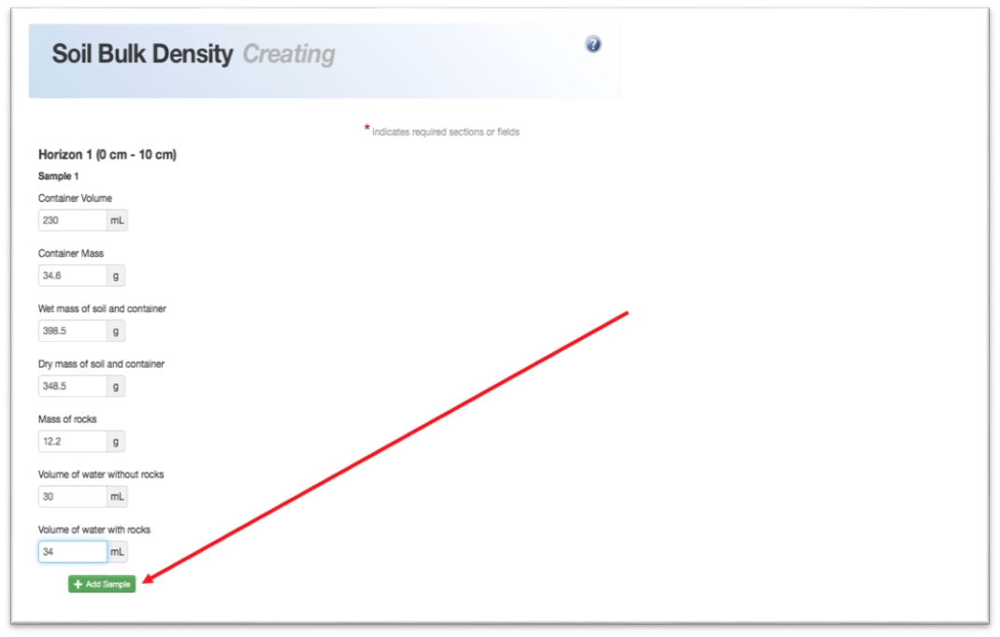 Soil Bulk Density Creating
?
* Indicates required sections or fields
Horizon 1 (0 cm - 10 cm)
Sample 1
Container Volume
230 mL
Container Mass
34.6 g
Wet mass of soil and container
398.5 g
Dry mass of soil and container
348.5 g
Mass of rocks
12.2 g
Volume of water without rocks
30 mL
Volume of water with rocks
34 mL
+ Add Sample